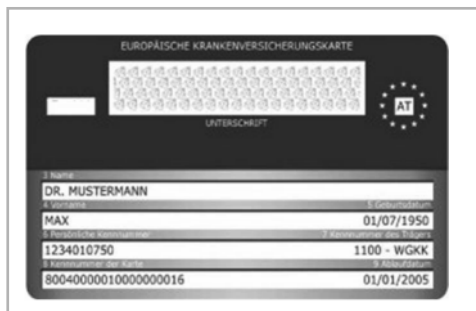 EUROPÄISCHE KRANKENVERSICHERUNGSKARTE
AT
UNTERSCHRIFT
3 Name
DR. MUSTERMANN
4 Vorname 5 Geburtsdatum
MAX 01/07/1950
6 Persönliche Kennnummer 7 Kennnummer des Trägers
1234010750 1100 - WGKK
8 Kennnummer der Karte 9 Ablaufdatum
80040000010000000016 01/01/2005